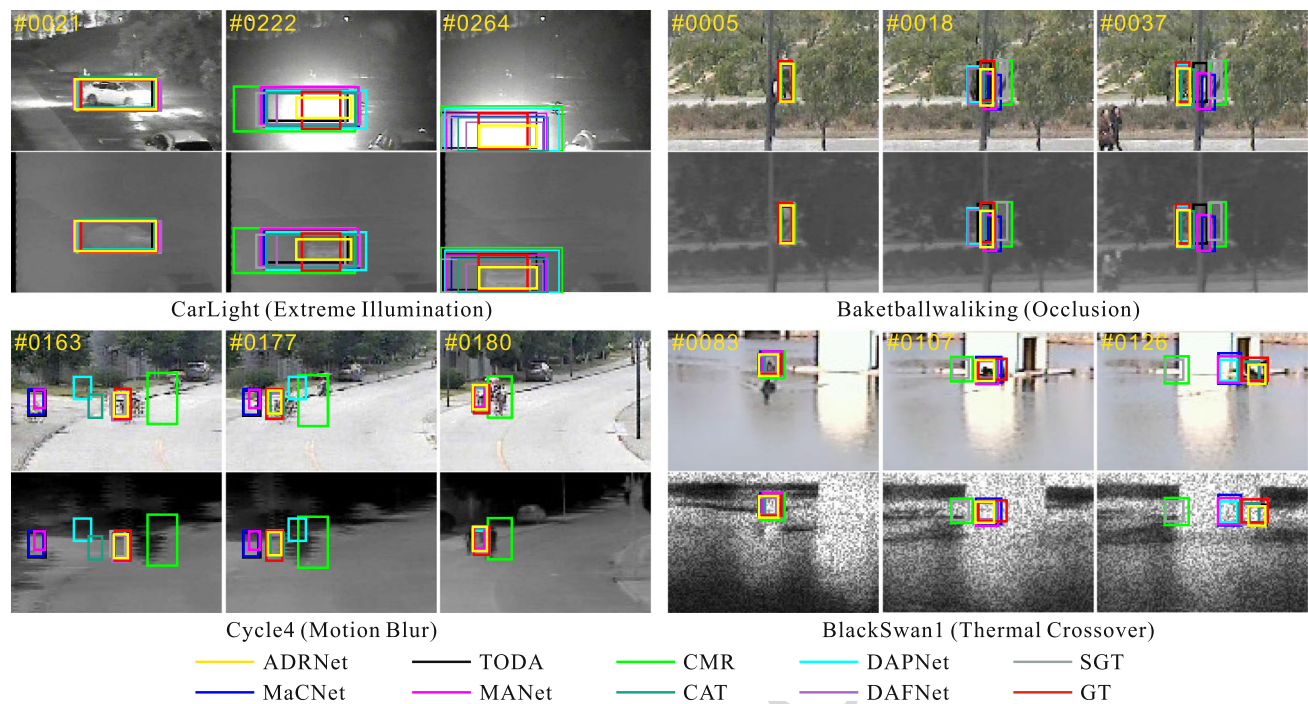 #0021 #0222 #0264 #0005 #0018 #0037
CarLight (Extreme Illumination) Baketballwaliking (Occlusion)
#0163 #0177 #0180 #0083 #0107 #0126
Cycle4 (Motion Blur) BlackSwan1 (Thermal Crossover)
ADRNet TODA CMR DAPNet SGT
MaCNet MANet CAT DAFNet GT